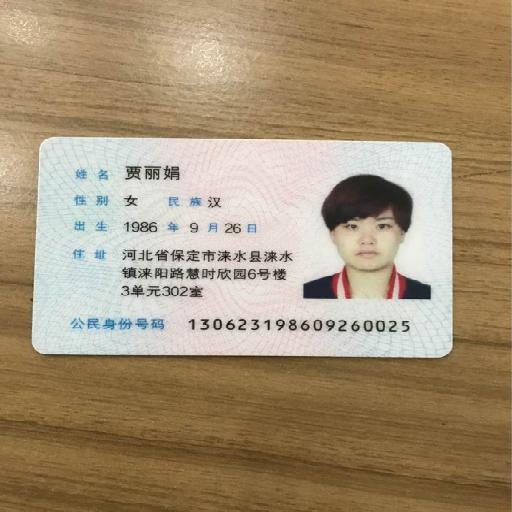 姓名 贾丽娟
性别 女 民族 汉
出生 1986 年 9 月 26 日
住址 河北省保定市涞水县涞水
镇涞阳路慧时欣园6号楼
3单元302室
公民身份号码 130623198609260025